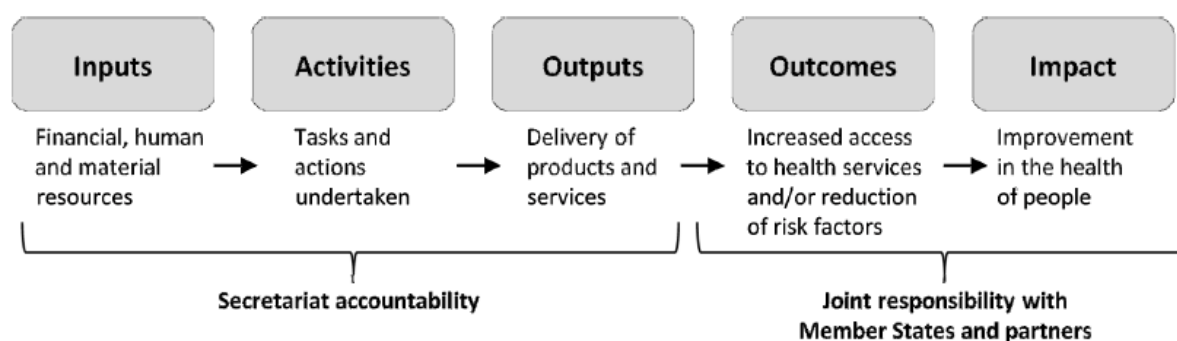 Inputs
Activities
Outputs
Outcomes
Impact
Financial, human
and material
resources
Tasks and
actions
undertaken
Delivery of
products and
services
Increased access
to health services
and/or reduction
of risk factors
Improvement
in the health
of people
Secretariat accountability
Joint responsibility with
Member States and partners